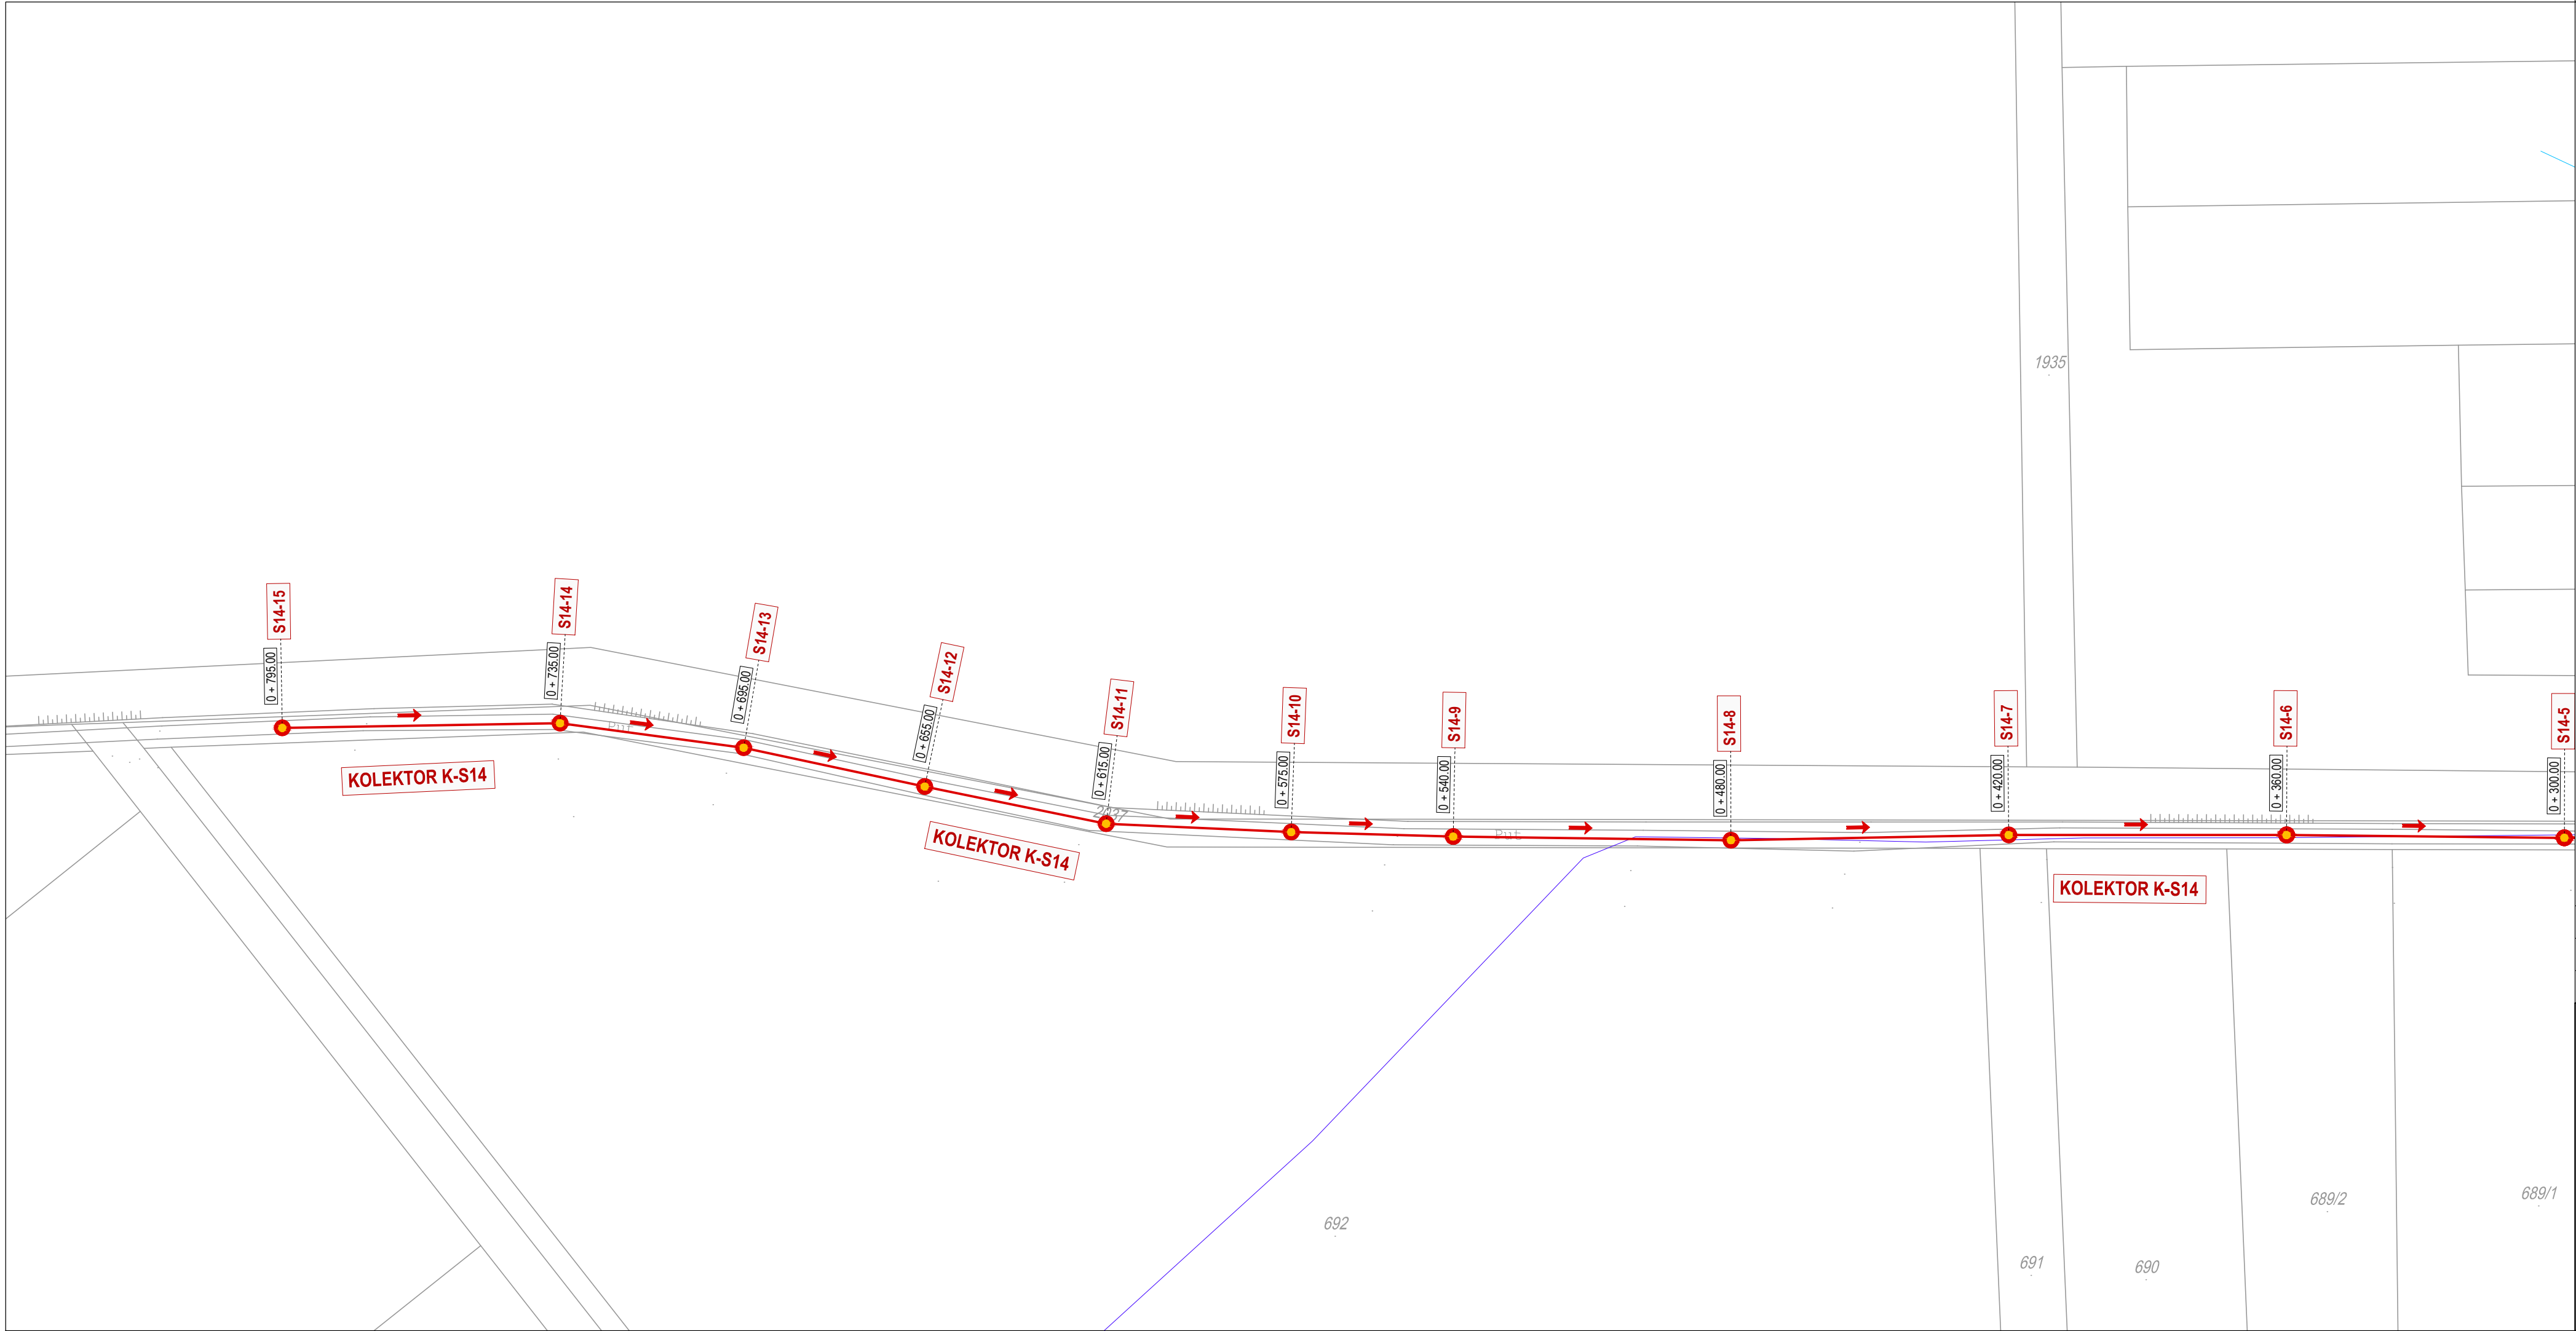 1935
S14-15
0 + 795.00
S14-14
0 + 735.00
S14-13
0 + 695.00
S14-12
0 + 655.00
S14-11
0 + 615.00
S14-10
0 + 575.00
S14-9
0 + 540.00
S14-8
0 + 480.00
S14-7
0 + 420.00
S14-6
0 + 360.00
S14-5
0 + 300.00
Put
2037
Put
KOLEKTOR K-S14
KOLEKTOR K-S14
KOLEKTOR K-S14
692
691
690
689/2
689/1